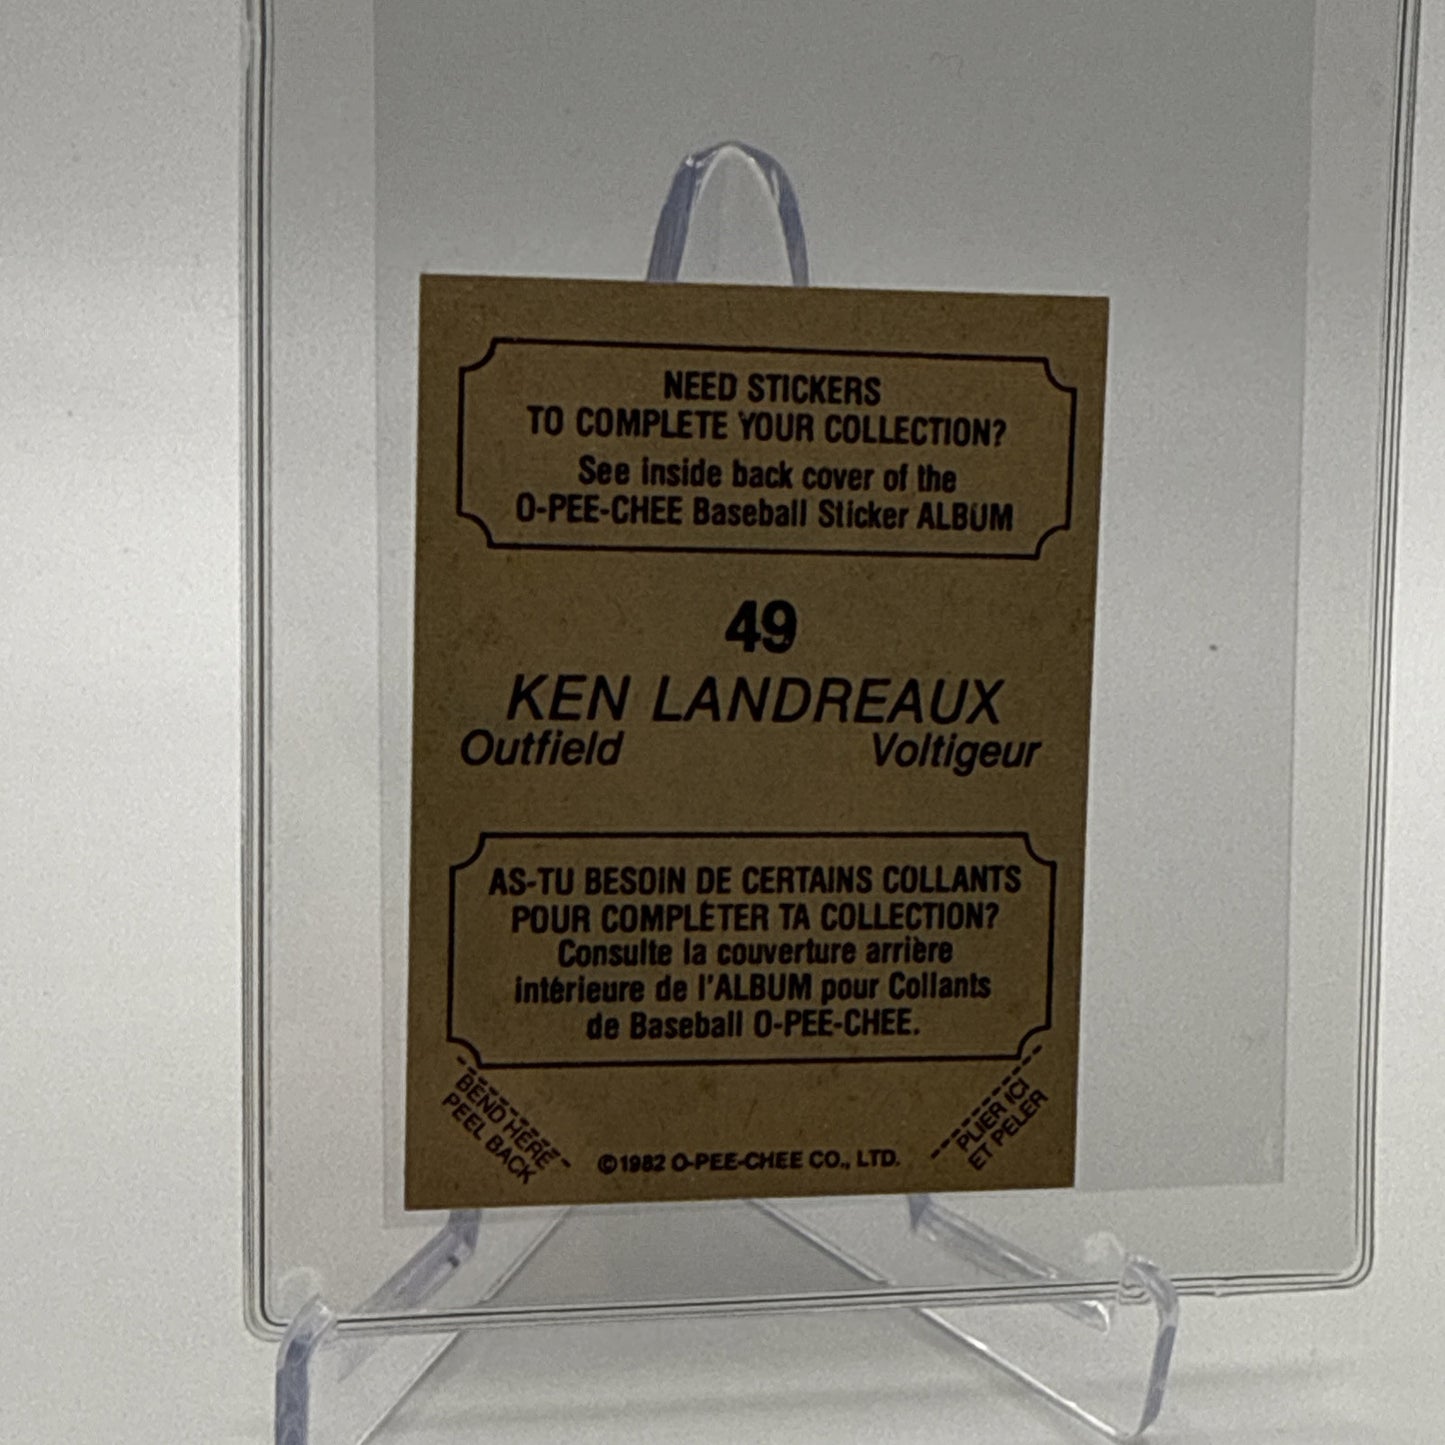 NEED STICKERS
TO COMPLETE YOUR COLLECTION?
See inside back cover of the
O-PEE-CHEE Baseball Sticker ALBUM
49
KEN LANDREAUX
Outfield Voltigeur
AS-TU BESOIN DE CERTAINS COLLANTS
POUR COMPLÉTER TA COLLECTION?
Consulte la couverture arrière
intérieure de l'ALBUM pour Collants
de Baseball O-PEE-CHEE.
BEND HERE
PEEL BACK
©1982 O-PEE-CHEE CO., LTD.
PLIER ICI
ET PELER